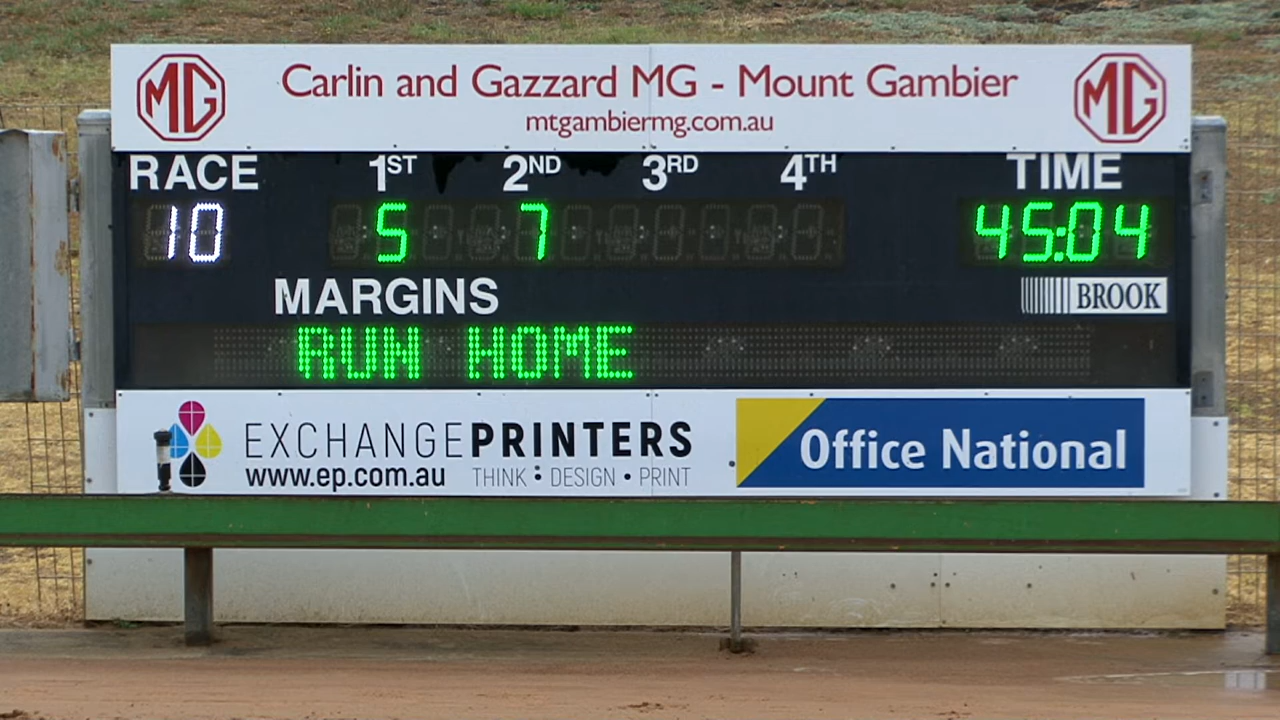 MG Carlin and Gazzard MG - Mount Gambier MG
mtgambiermg.com.au
RACE 1ST 2ND 3RD 4TH TIME
10 5 7 45:04
MARGINS
BROOK
RUN HOME
EXCHANGEPRINTERS
www.ep.com.au THINK : DESIGN • PRINT
Office National